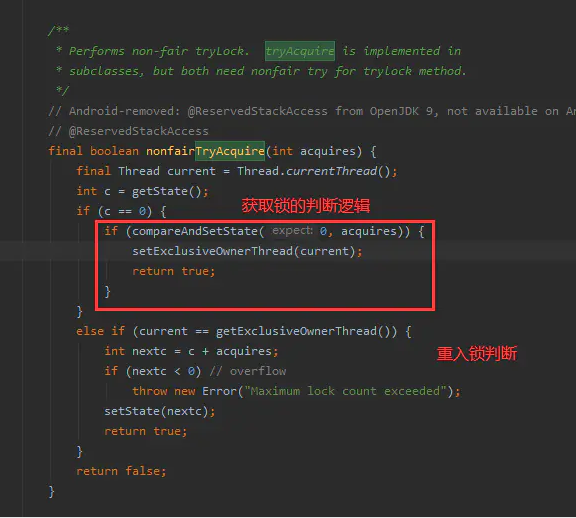 /**
* Performs non-fair tryLock. tryAcquire is implemented in
* subclasses, but both need nonfair try for trylock method.
*/
// Android-removed: @ReservedStackAccess from OpenJDK 9, not available on An
// @ReservedStackAccess
final boolean nonfairTryAcquire(int acquires) {
final Thread current = Thread.currentThread();
int c = getState();
if (c == 0) {
获取锁的判断逻辑
if (compareAndSetState( expect: 0, acquires)) {
setExclusiveOwnerThread(current);
return true;
}
}
else if (current == getExclusiveOwnerThread()) {
int nextc = c + acquires;
重入锁判断
if (nextc < 0) // overflow
throw new Error("Maximum lock count exceeded");
setState(nextc);
return true;
}
return false;
}